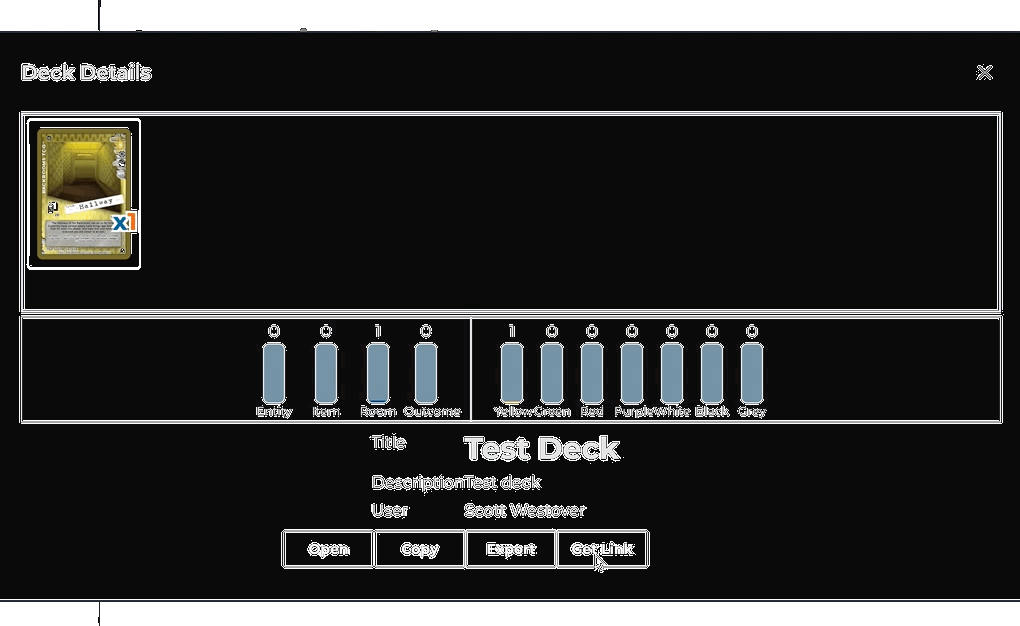 Deck Details
BACKROOMS TCG
Hallway
x1
0 0 1 0 1 0 0 0 0 0 0
Entity Item Room Outcome Yellow Green Red Purple White Black Grey
Title Test Deck
Description Test deck
User Scott Westover
Open Copy Export Get Link